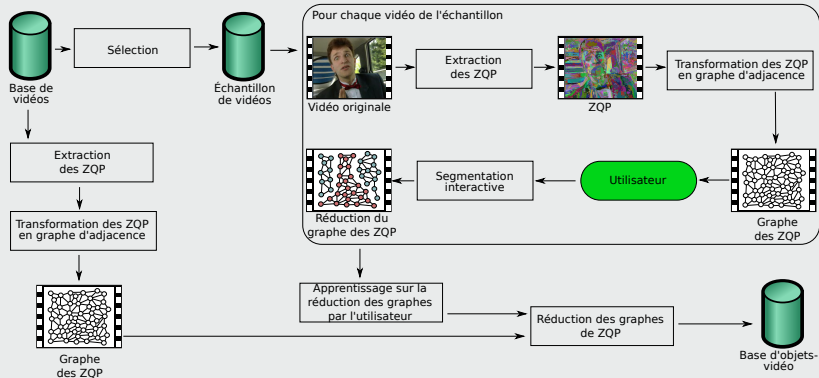 Pour chaque vidéo de l'échantillon
Base de
vidéos
Sélection
Échantillon
de vidéos
Vidéo originale
Extraction
des ZQP
ZQP
Transformation des ZQP
en graphe d'adjacence
Graphe
des ZQP
Utilisateur
Segmentation
interactive
Réduction du
graphe des ZQP
Extraction
des ZQP
Transformation des ZQP
en graphe d'adjacence
Graphe
des ZQP
Apprentissage sur la
réduction des graphes
par l'utilisateur
Réduction des graphes
de ZQP
Base d'objets-
vidéo